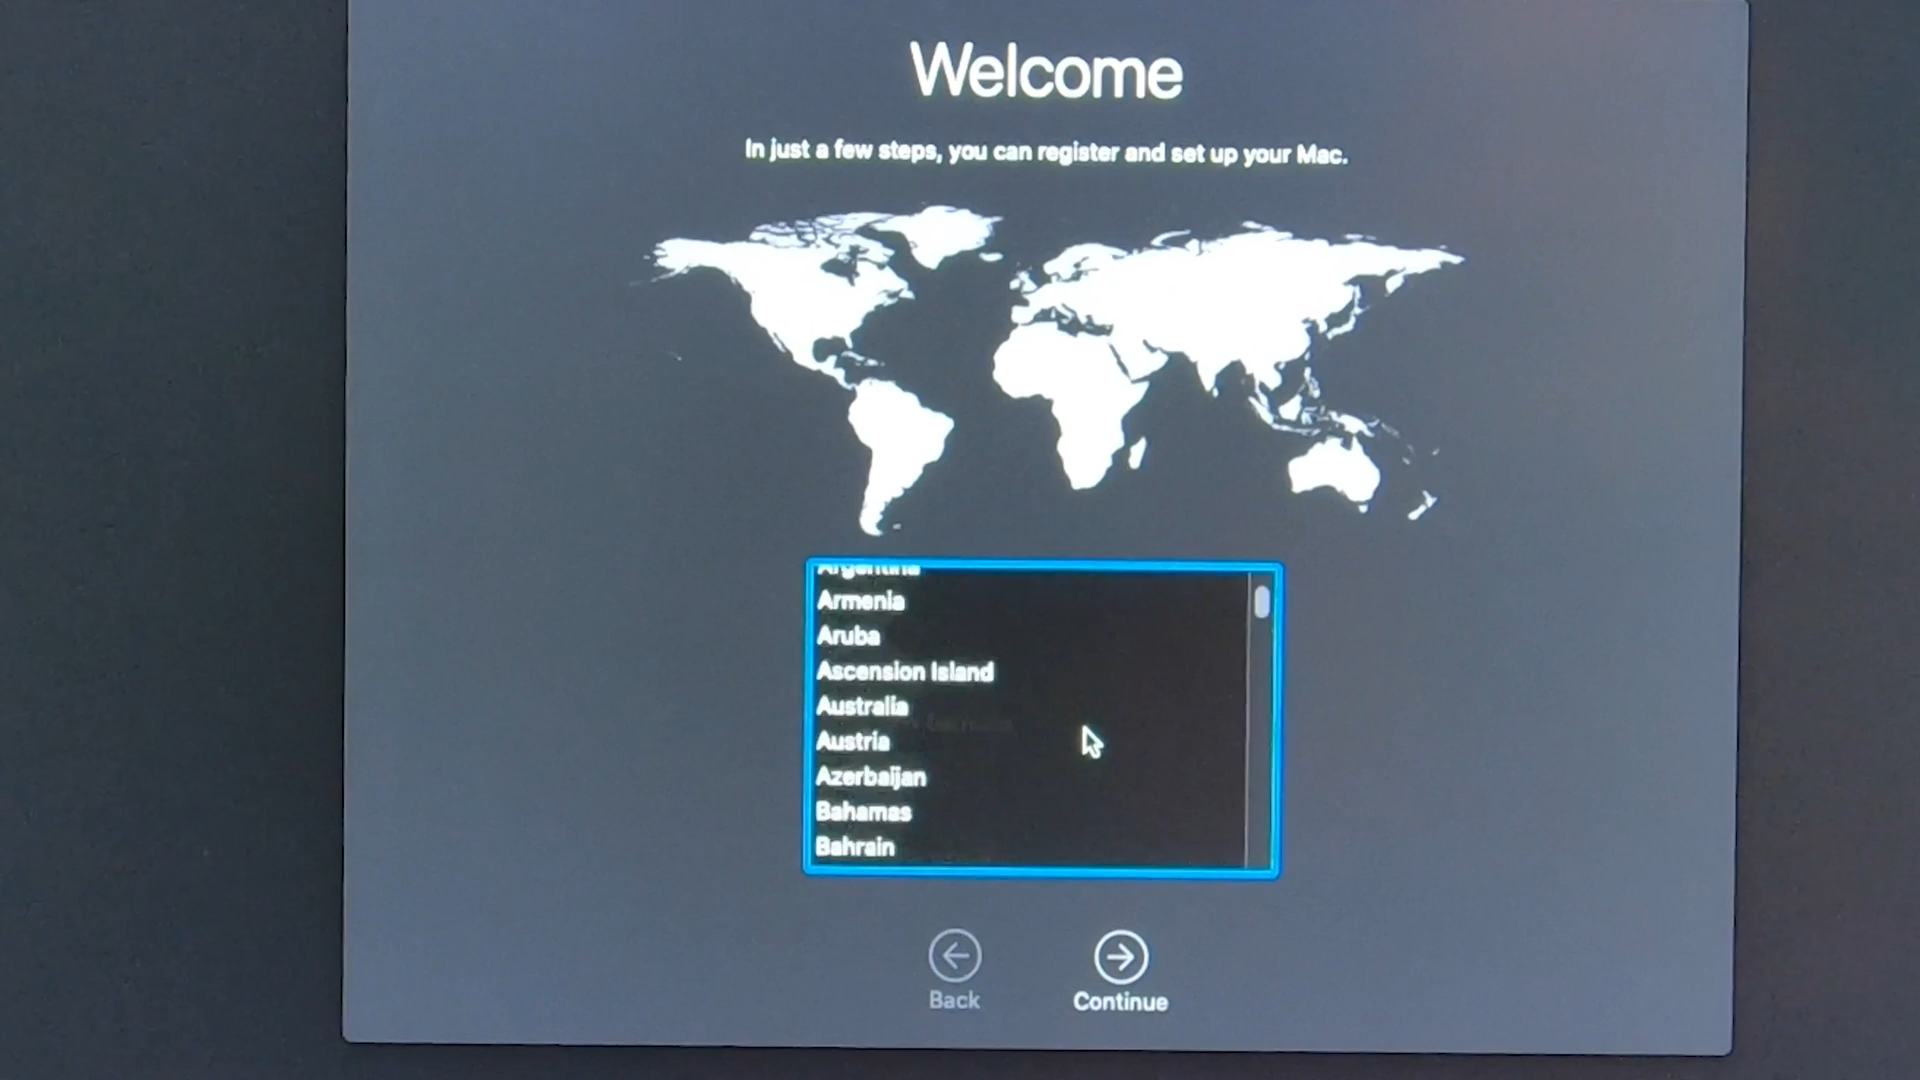 Welcome
In just a few steps, you can register and set up your Mac.
Argentina
Armenia
Aruba
Ascension Island
Australia
Austria
Azerbaijan
Bahamas
Bahrain
Back
Continue